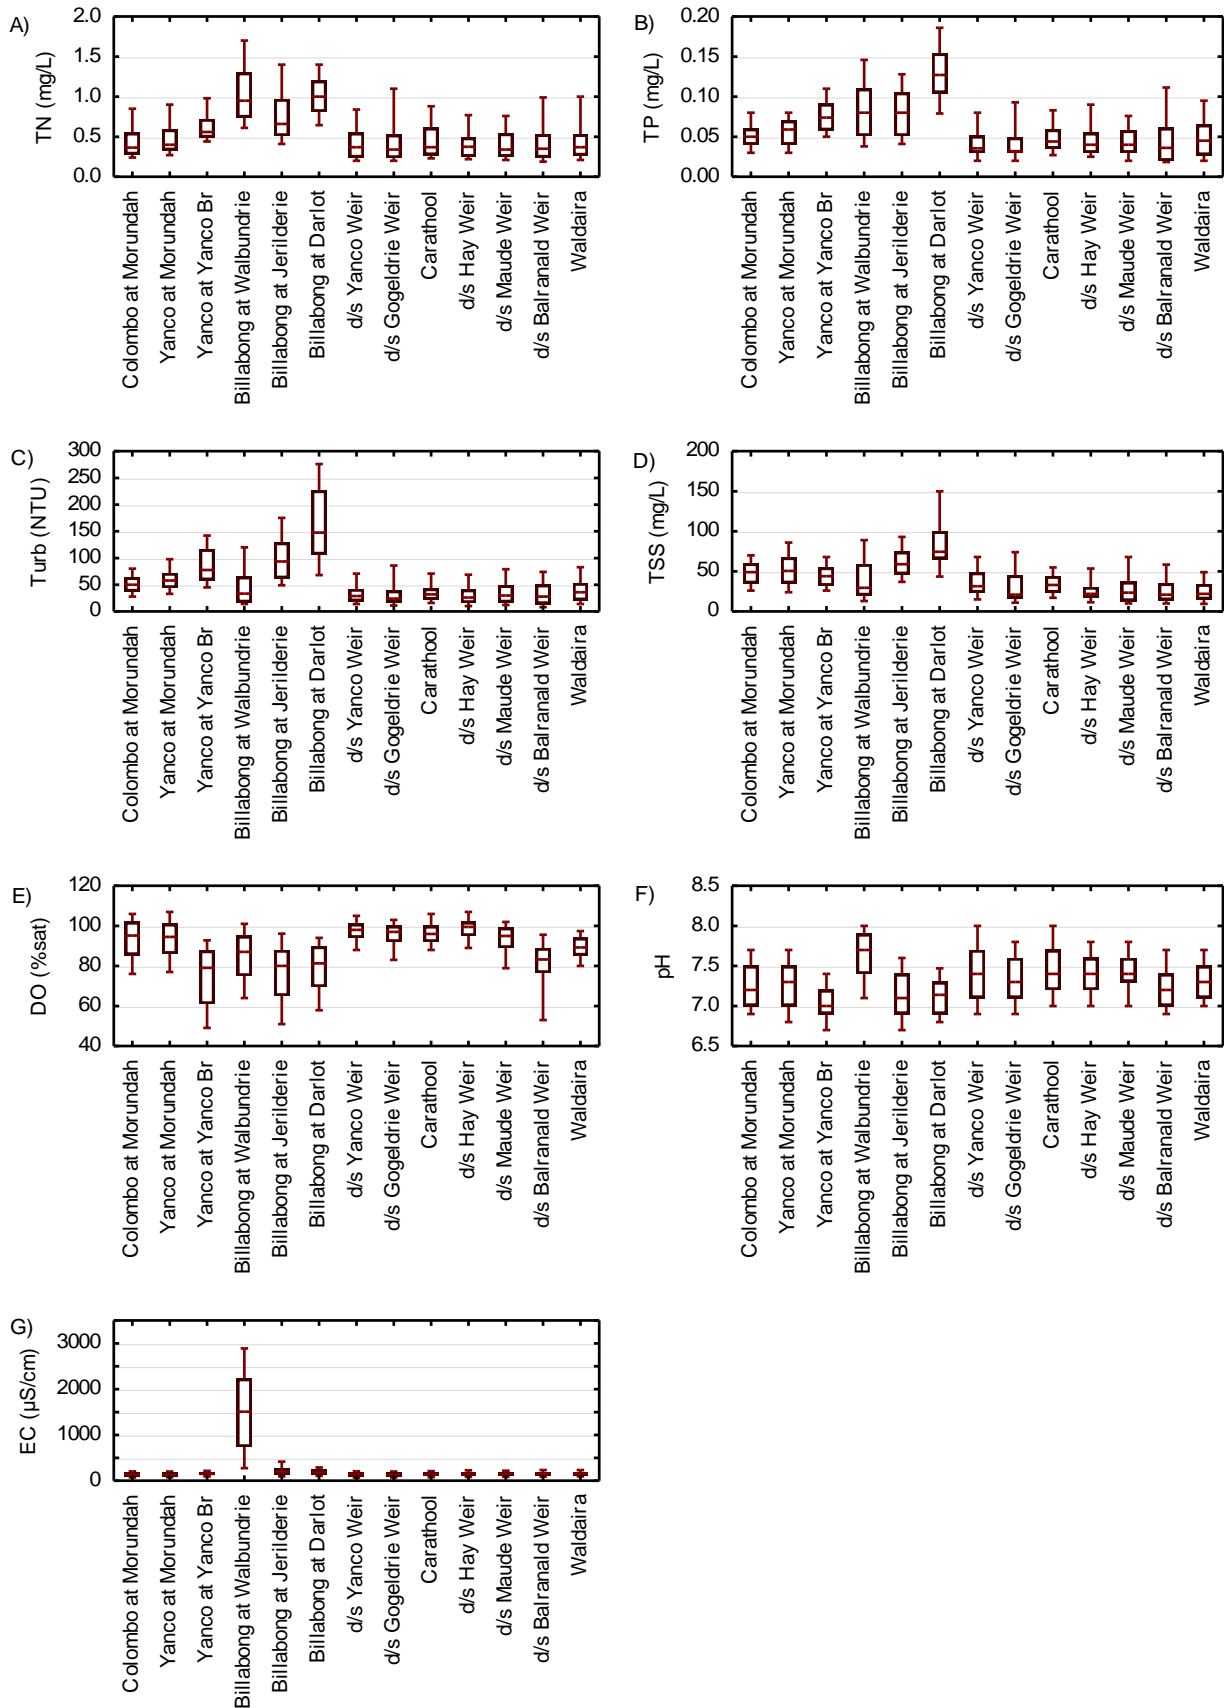 A)
TN (mg/L)
2.0
1.5
1.0
0.5
0.0
Colombo at Morundah
Yanco at Morundah
Yanco at Yanco Br
Billabong at Walbundrie
Billabong at Jerilderie
Billabong at Darlot
d/s Yanco Weir
d/s Gogeldrie Weir
Carathool
d/s Hay Weir
d/s Maude Weir
d/s Balranald Weir
Waldaira
B)
TP (mg/L)
0.20
0.15
0.10
0.05
0.00
Colombo at Morundah
Yanco at Morundah
Yanco at Yanco Br
Billabong at Walbundrie
Billabong at Jerilderie
Billabong at Darlot
d/s Yanco Weir
d/s Gogeldrie Weir
Carathool
d/s Hay Weir
d/s Maude Weir
d/s Balranald Weir
Waldaira
C)
Turb (NTU)
300
250
200
150
100
50
0
Colombo at Morundah
Yanco at Morundah
Yanco at Yanco Br
Billabong at Walbundrie
Billabong at Jerilderie
Billabong at Darlot
d/s Yanco Weir
d/s Gogeldrie Weir
Carathool
d/s Hay Weir
d/s Maude Weir
d/s Balranald Weir
Waldaira
D)
TSS (mg/L)
200
150
100
50
0
Colombo at Morundah
Yanco at Morundah
Yanco at Yanco Br
Billabong at Walbundrie
Billabong at Jerilderie
Billabong at Darlot
d/s Yanco Weir
d/s Gogeldrie Weir
Carathool
d/s Hay Weir
d/s Maude Weir
d/s Balranald Weir
Waldaira
E)
DO (%sat)
120
100
80
60
40
Colombo at Morundah
Yanco at Morundah
Yanco at Yanco Br
Billabong at Walbundrie
Billabong at Jerilderie
Billabong at Darlot
d/s Yanco Weir
d/s Gogeldrie Weir
Carathool
d/s Hay Weir
d/s Maude Weir
d/s Balranald Weir
Waldaira
F)
pH
8.5
8.0
7.5
7.0
6.5
Colombo at Morundah
Yanco at Morundah
Yanco at Yanco Br
Billabong at Walbundrie
Billabong at Jerilderie
Billabong at Darlot
d/s Yanco Weir
d/s Gogeldrie Weir
Carathool
d/s Hay Weir
d/s Maude Weir
d/s Balranald Weir
Waldaira
G)
EC (µS/cm)
3000
2000
1000
0
Colombo at Morundah
Yanco at Morundah
Yanco at Yanco Br
Billabong at Walbundrie
Billabong at Jerilderie
Billabong at Darlot
d/s Yanco Weir
d/s Gogeldrie Weir
Carathool
d/s Hay Weir
d/s Maude Weir
d/s Balranald Weir
Waldaira